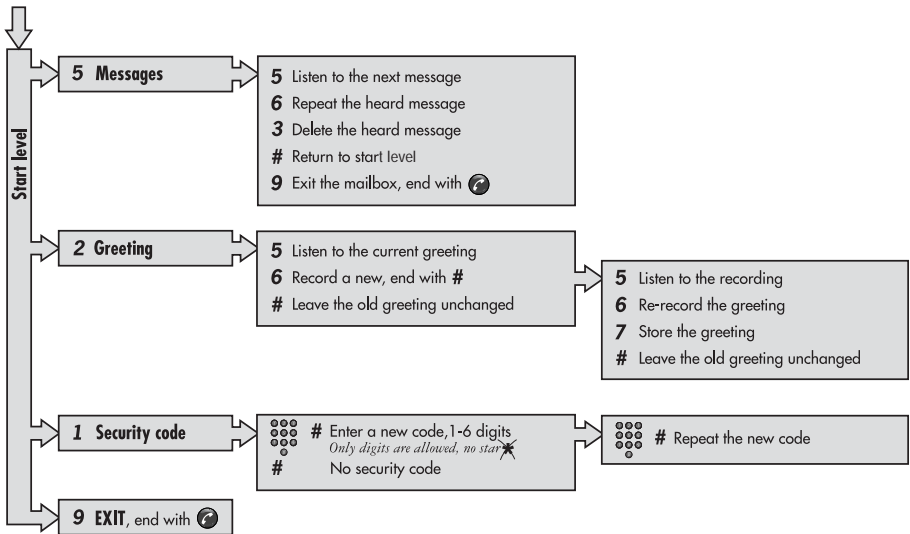 Start level
5 Messages
5 Listen to the next message
6 Repeat the heard message
3 Delete the heard message
# Return to start level
9 Exit the mailbox, end with
2 Greeting
5 Listen to the current greeting
6 Record a new, end with #
# Leave the old greeting unchanged
5 Listen to the recording
6 Re-record the greeting
7 Store the greeting
# Leave the old greeting unchanged
1 Security code
# Enter a new code,1-6 digits
Only digits are allowed, no star *
# No security code
# Repeat the new code
9 EXIT, end with